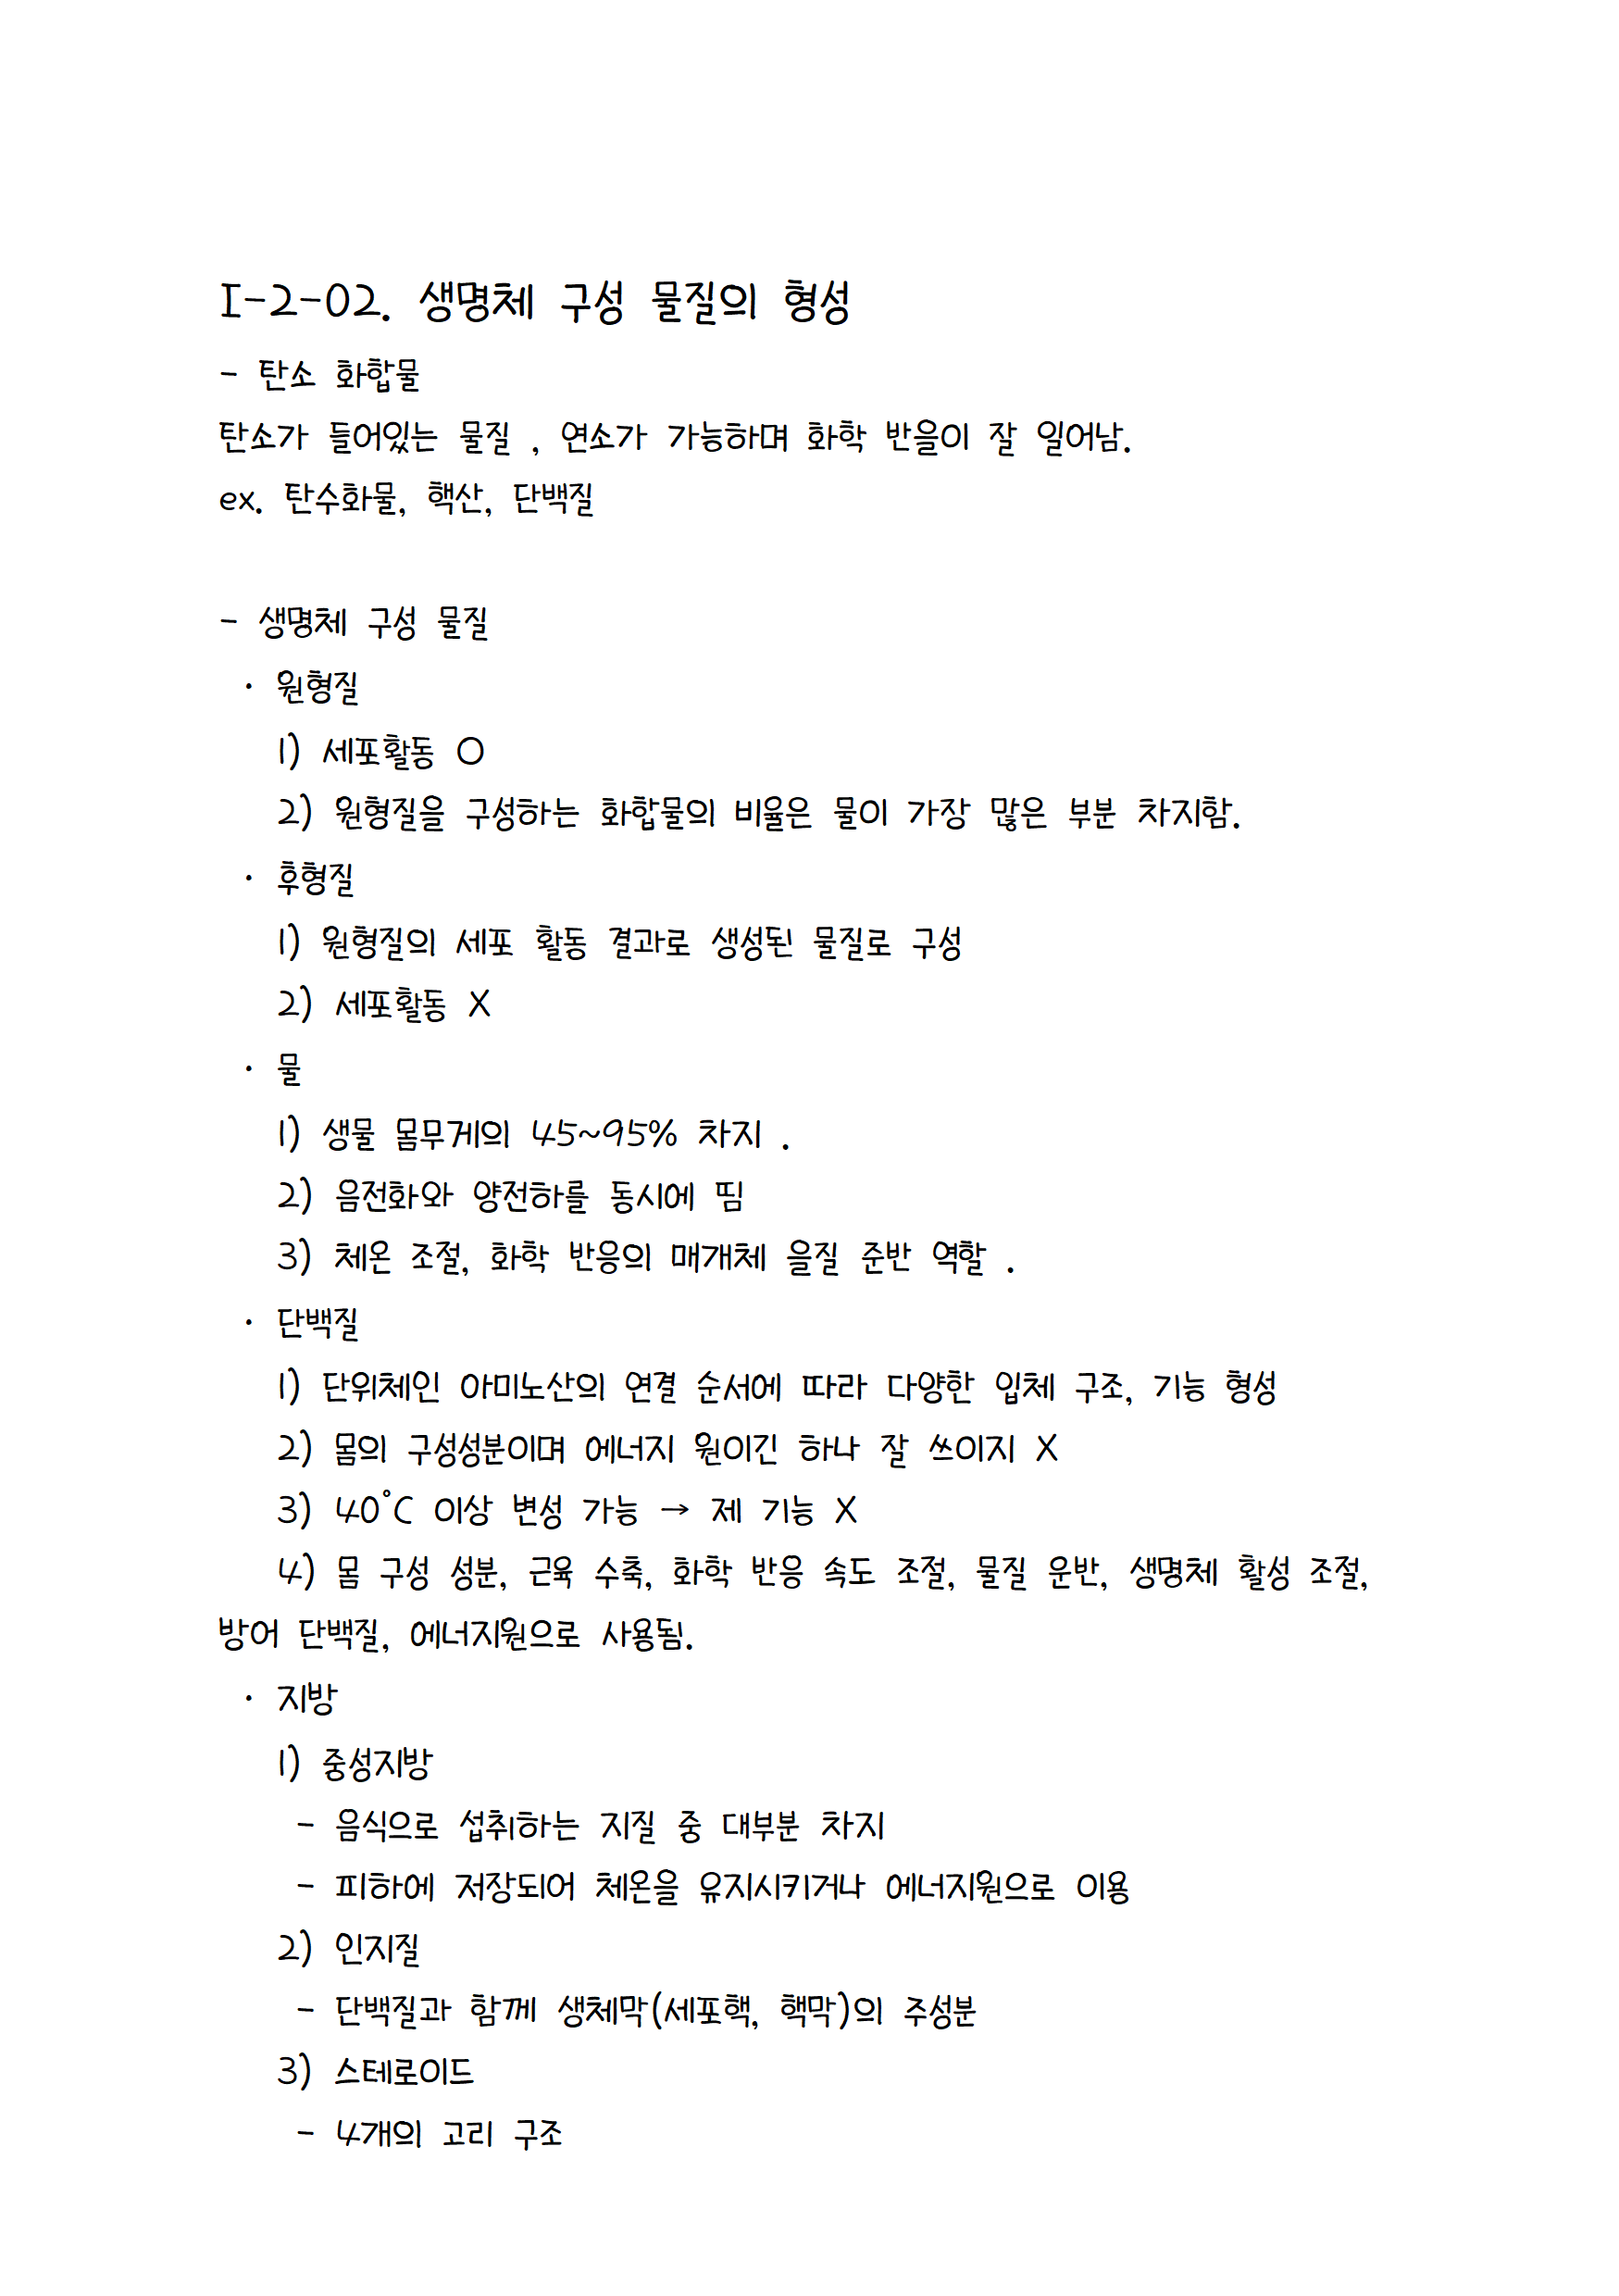 I-2-02. 생명체 구성 물질의 형성
- 탄소 화합물
탄소가 들어있는 물질 , 연소가 가능하며 화학 반을이 잘 일어남.
ex. 탄수화물, 핵산, 단백질
- 생명체 구성 물질
· 원형질
1) 세포활동 O
2) 원형질을 구성하는 화합물의 비율은 물이 가장 많은 부분 차지함.
· 후형질
1) 원형질의 세포 활동 결과로 생성된 물질로 구성
2) 세포활동 X
· 물
1) 생물 몸무게의 45~95% 차지 .
2) 음전화와 양전하를 동시에 띰
3) 체온 조절, 화학 반응의 매개체 을질 준반 역할 .
· 단백질
1) 단위체인 아미노산의 연결 순서에 따라 다양한 입체 구조, 기능 형성
2) 몸의 구성성분이며 에너지 원이긴 하나 잘 쓰이지 X
3) 40°C 이상 변성 가능 → 제 기능 X
4) 몸 구성 성분, 근육 수축, 화학 반응 속도 조절, 물질 운반, 생명체 활성 조절,
방어 단백질, 에너지원으로 사용됨.
· 지방
1) 중성지방
- 음식으로 섭취하는 지질 중 대부분 차지
- 피하에 저장되어 체온을 유지시키거나 에너지원으로 이용
2) 인지질
- 단백질과 함께 생체막(세포핵, 핵막)의 주성분
3) 스테로이드
- 4개의 고리 구조